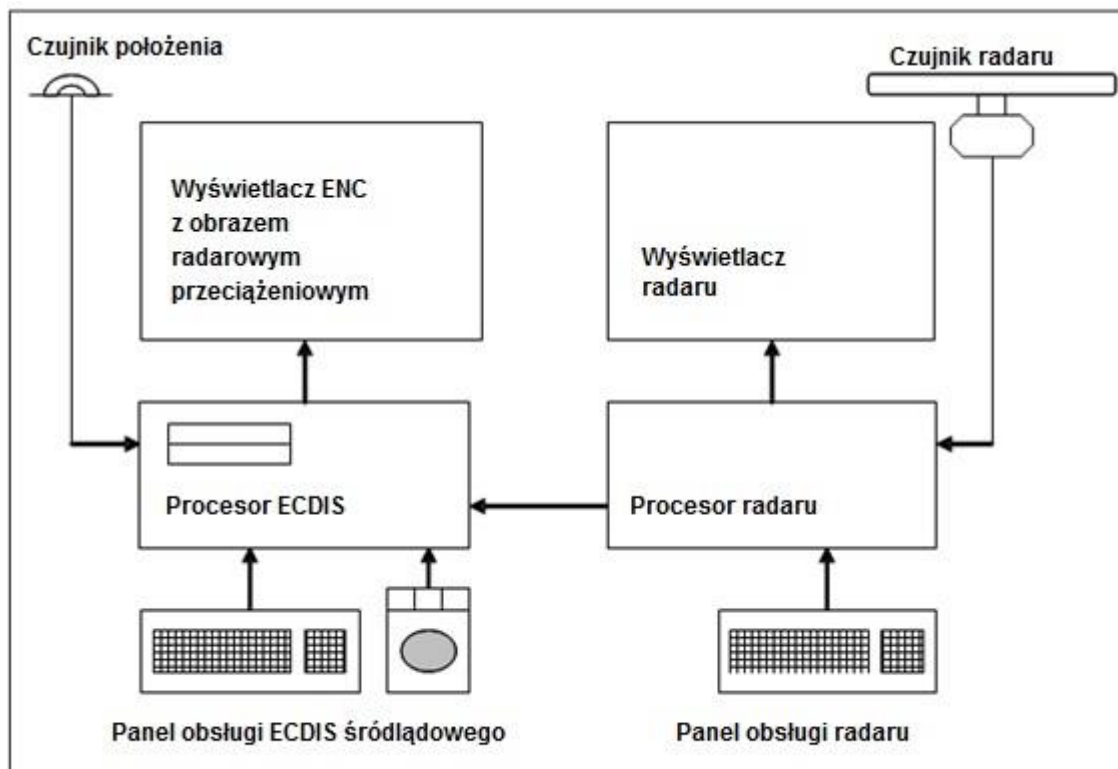 Czujnik położenia
Czujnik radaru
Wyświetlacz ENC
z obrazem
radarowym
przeciążeniowym
Wyświetlacz
radaru
Procesor ECDIS
Procesor radaru
Panel obsługi ECDIS śródlądowego
Panel obsługi radaru